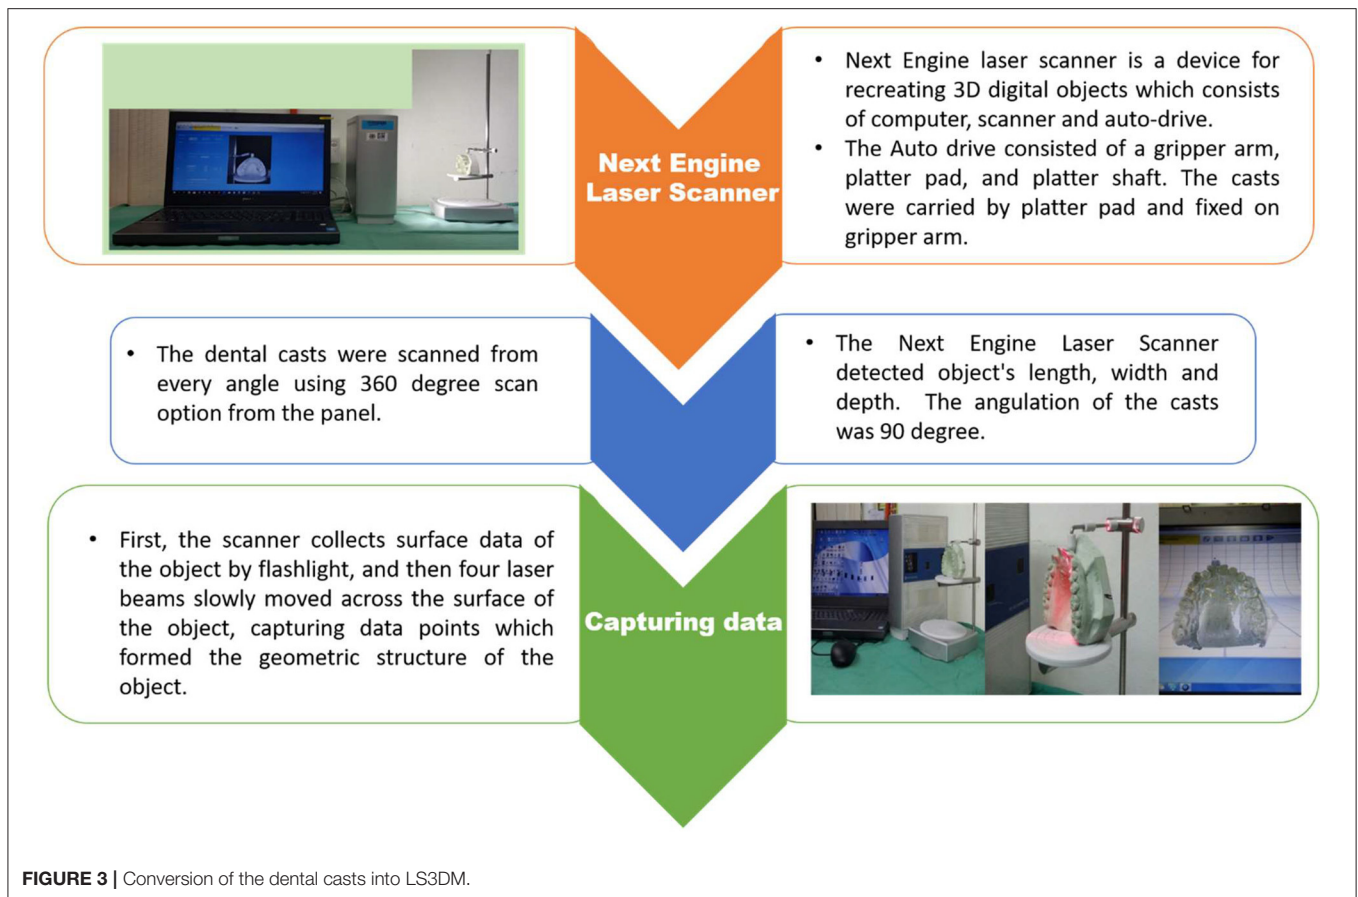 Next Engine
Laser Scanner
• Next Engine laser scanner is a device for
recreating 3D digital objects which consists
of computer, scanner and auto-drive.
• The Auto drive consisted of a gripper arm,
platter pad, and platter shaft. The casts
were carried by platter pad and fixed on
gripper arm.
• The dental casts were scanned from
every angle using 360 degree scan
option from the panel.
• The Next Engine Laser Scanner
detected object's length, width and
depth. The angulation of the casts
was 90 degree.
• First, the scanner collects surface data of
the object by flashlight, and then four laser
beams slowly moved across the surface of
the object, capturing data points which
formed the geometric structure of the
object.
Capturing data
FIGURE 3 | Conversion of the dental casts into LS3DM.